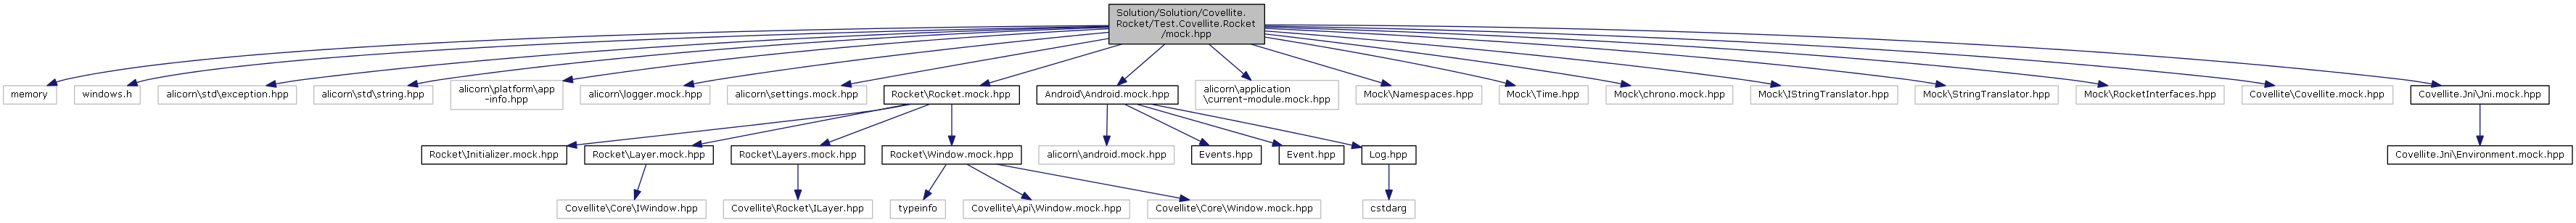 Solution/Solution/Covellite.
Rocket/Test.Covellite.Rocket
/mock.hpp
memory
windows.h
alicorn\std\exception.hpp
alicorn\std\string.hpp
alicorn\platform\app
-info.hpp
alicorn\logger.mock.hpp
alicorn\settings.mock.hpp
Rocket\Rocket.mock.hpp
Android\Android.mock.hpp
alicorn\application
\current-module.mock.hpp
Mock\Namespaces.hpp
Mock\Time.hpp
Mock\chrono.mock.hpp
Mock\IStringTranslator.hpp
Mock\StringTranslator.hpp
Mock\RocketInterfaces.hpp
Covellite\Covellite.mock.hpp
Covellite.Jni\Jni.mock.hpp
Rocket\Initializer.mock.hpp
Rocket\Layer.mock.hpp
Rocket\Layers.mock.hpp
Rocket\Window.mock.hpp
alicorn\android.mock.hpp
Events.hpp
Event.hpp
Log.hpp
Covellite.Jni\Environment.mock.hpp
Covellite\Core\IWindow.hpp
Covellite\Rocket\ILayer.hpp
typeinfo
Covellite\Api\Window.mock.hpp
Covellite\Core\Window.mock.hpp
cstdarg